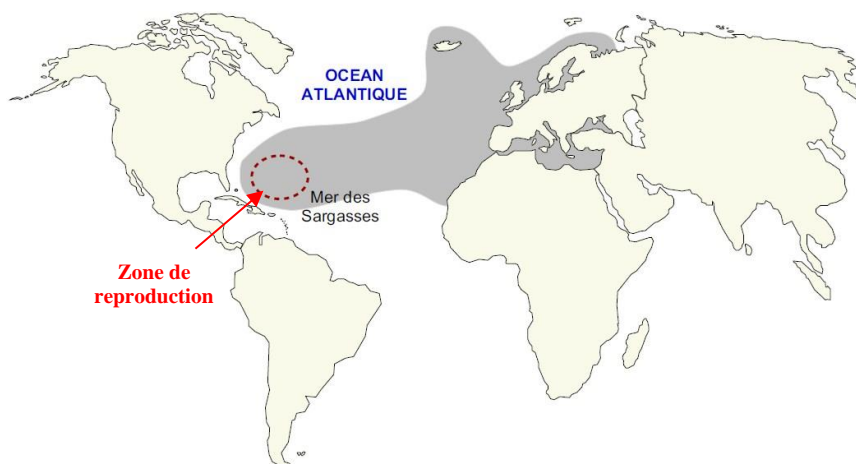 OCEAN
ATLANTIQUE
Mer des
Sargasses
Zone de
reproduction